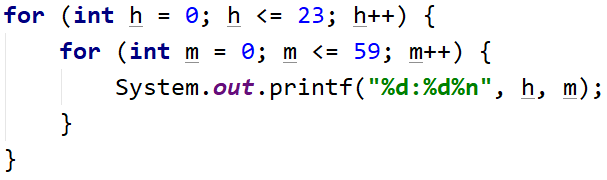 for (int h = 0; h <= 23; h++) {
    for (int m = 0; m <= 59; m++) {
        System.out.printf("%d:%d%n", h, m);
    }
}